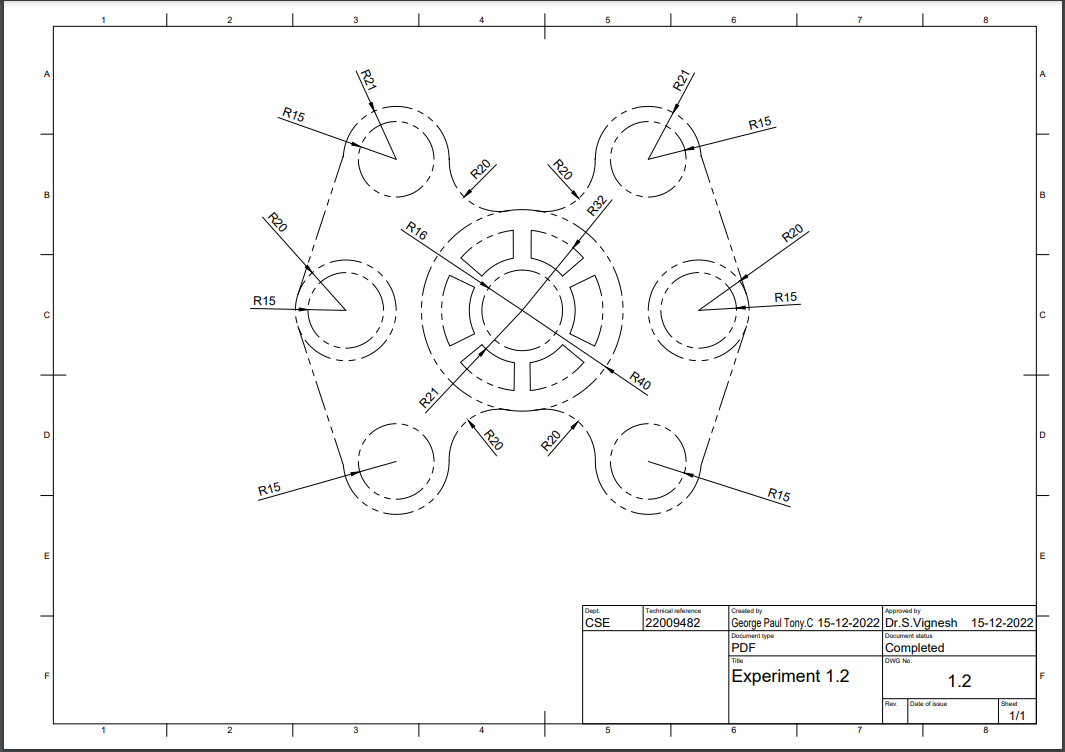 1 2 3 4 5 6 7 8
A A
R21 R21
R15 R15
B B
R20 R20
R32
R20 R16 R20
R15 R15
C C
R21 R40
D D
R20 R20
R15 R15
E E
Dept. Technical reference Created by Approved by
CSE 22009482 George Paul Tony.C 15-12-2022 Dr.S.Vignesh 15-12-2022
Document type Document status
PDF Completed
Title DWG No.
Experiment 1.2 1.2
F F
Rev. Date of issue Sheet
1/1
1 2 3 4 5 6 7 8